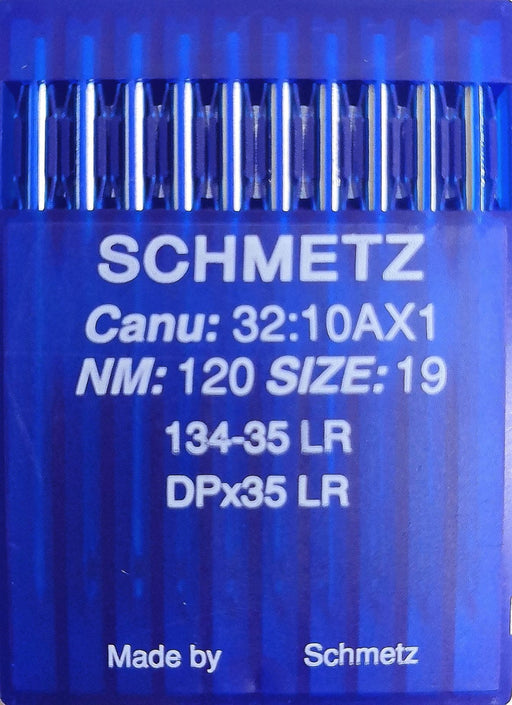 SCHMETZ
Canu: 32:10AX1
NM: 120 SIZE: 19
134-35 LR
DPx35 LR
Made by Schmetz